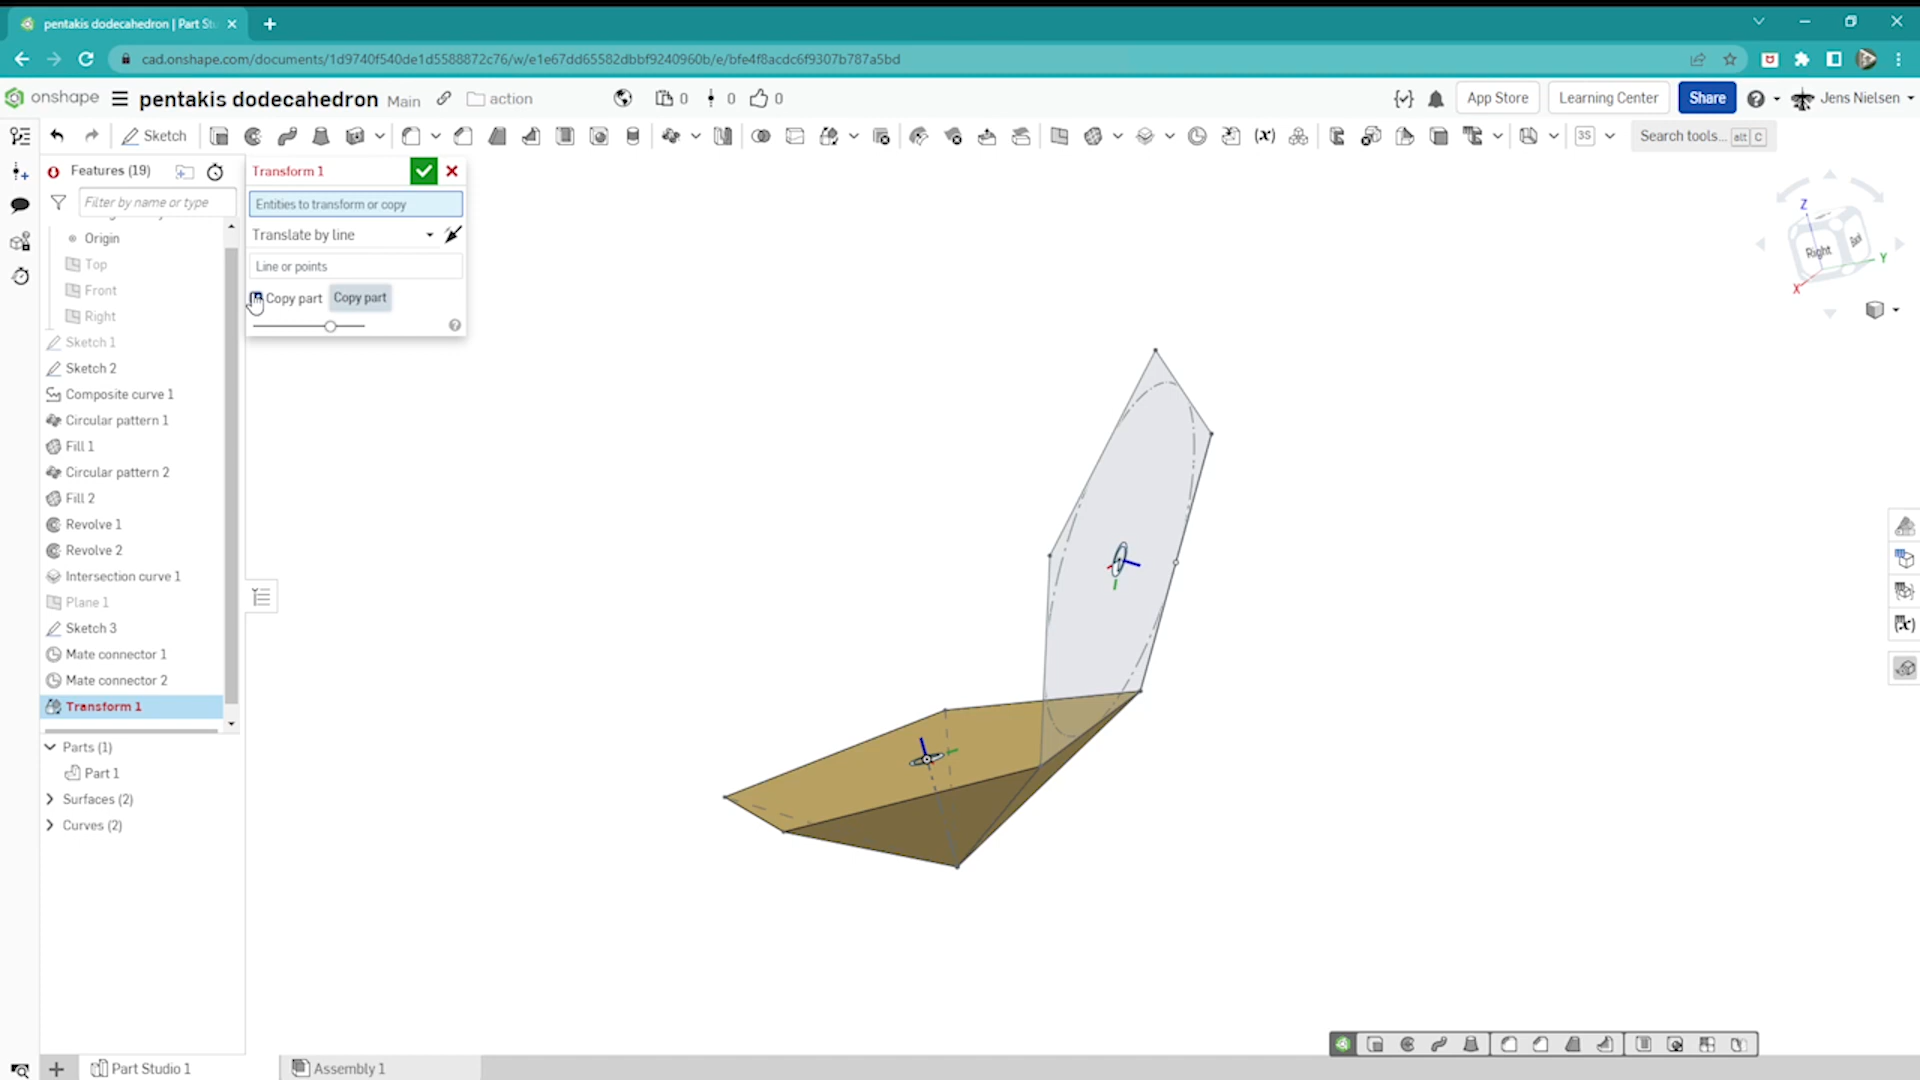 pentakis dodecahedron | Part St
cad.onshape.com/documents/1d9740f540de1d5588872c76/w/e1e67dd65582dbbf9240960b/e/bfe4f8acdc6f9307b787a5bd
onshape pentakis dodecahedron Main action 0 0 0 App Store Learning Center Share Jens Nielsen
Sketch Search tools... alt C
Features (19)
Filter by name or type
Origin
Top
Front
Right
Sketch 1
Sketch 2
Composite curve 1
Circular pattern 1
Fill 1
Circular pattern 2
Fill 2
Revolve 1
Revolve 2
Intersection curve 1
Plane 1
Sketch 3
Mate connector 1
Mate connector 2
Transform 1
Parts (1)
Part 1
Surfaces (2)
Curves (2)
Transform 1
Entities to transform or copy
Translate by line
Line or points
Copy part Copy part
Z
Right Back
Y
X
Part Studio 1 Assembly 1